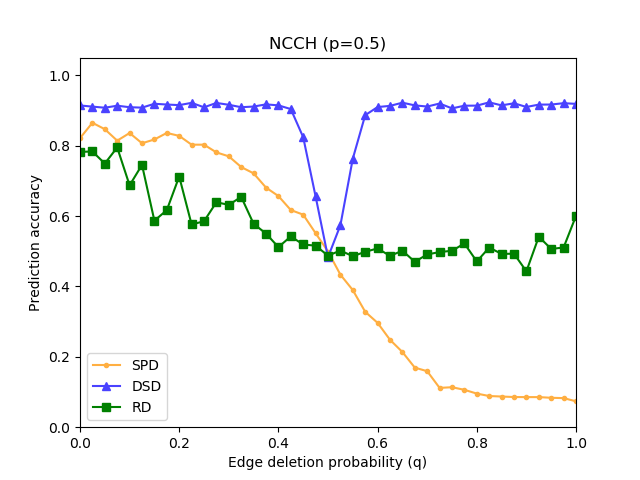 NCCH (p=0.5)
1.0
0.8
0.6
0.4
0.2
0.0
Prediction accuracy
SPD
DSD
RD
0.0 0.2 0.4 0.6 0.8 1.0
Edge deletion probability (q)